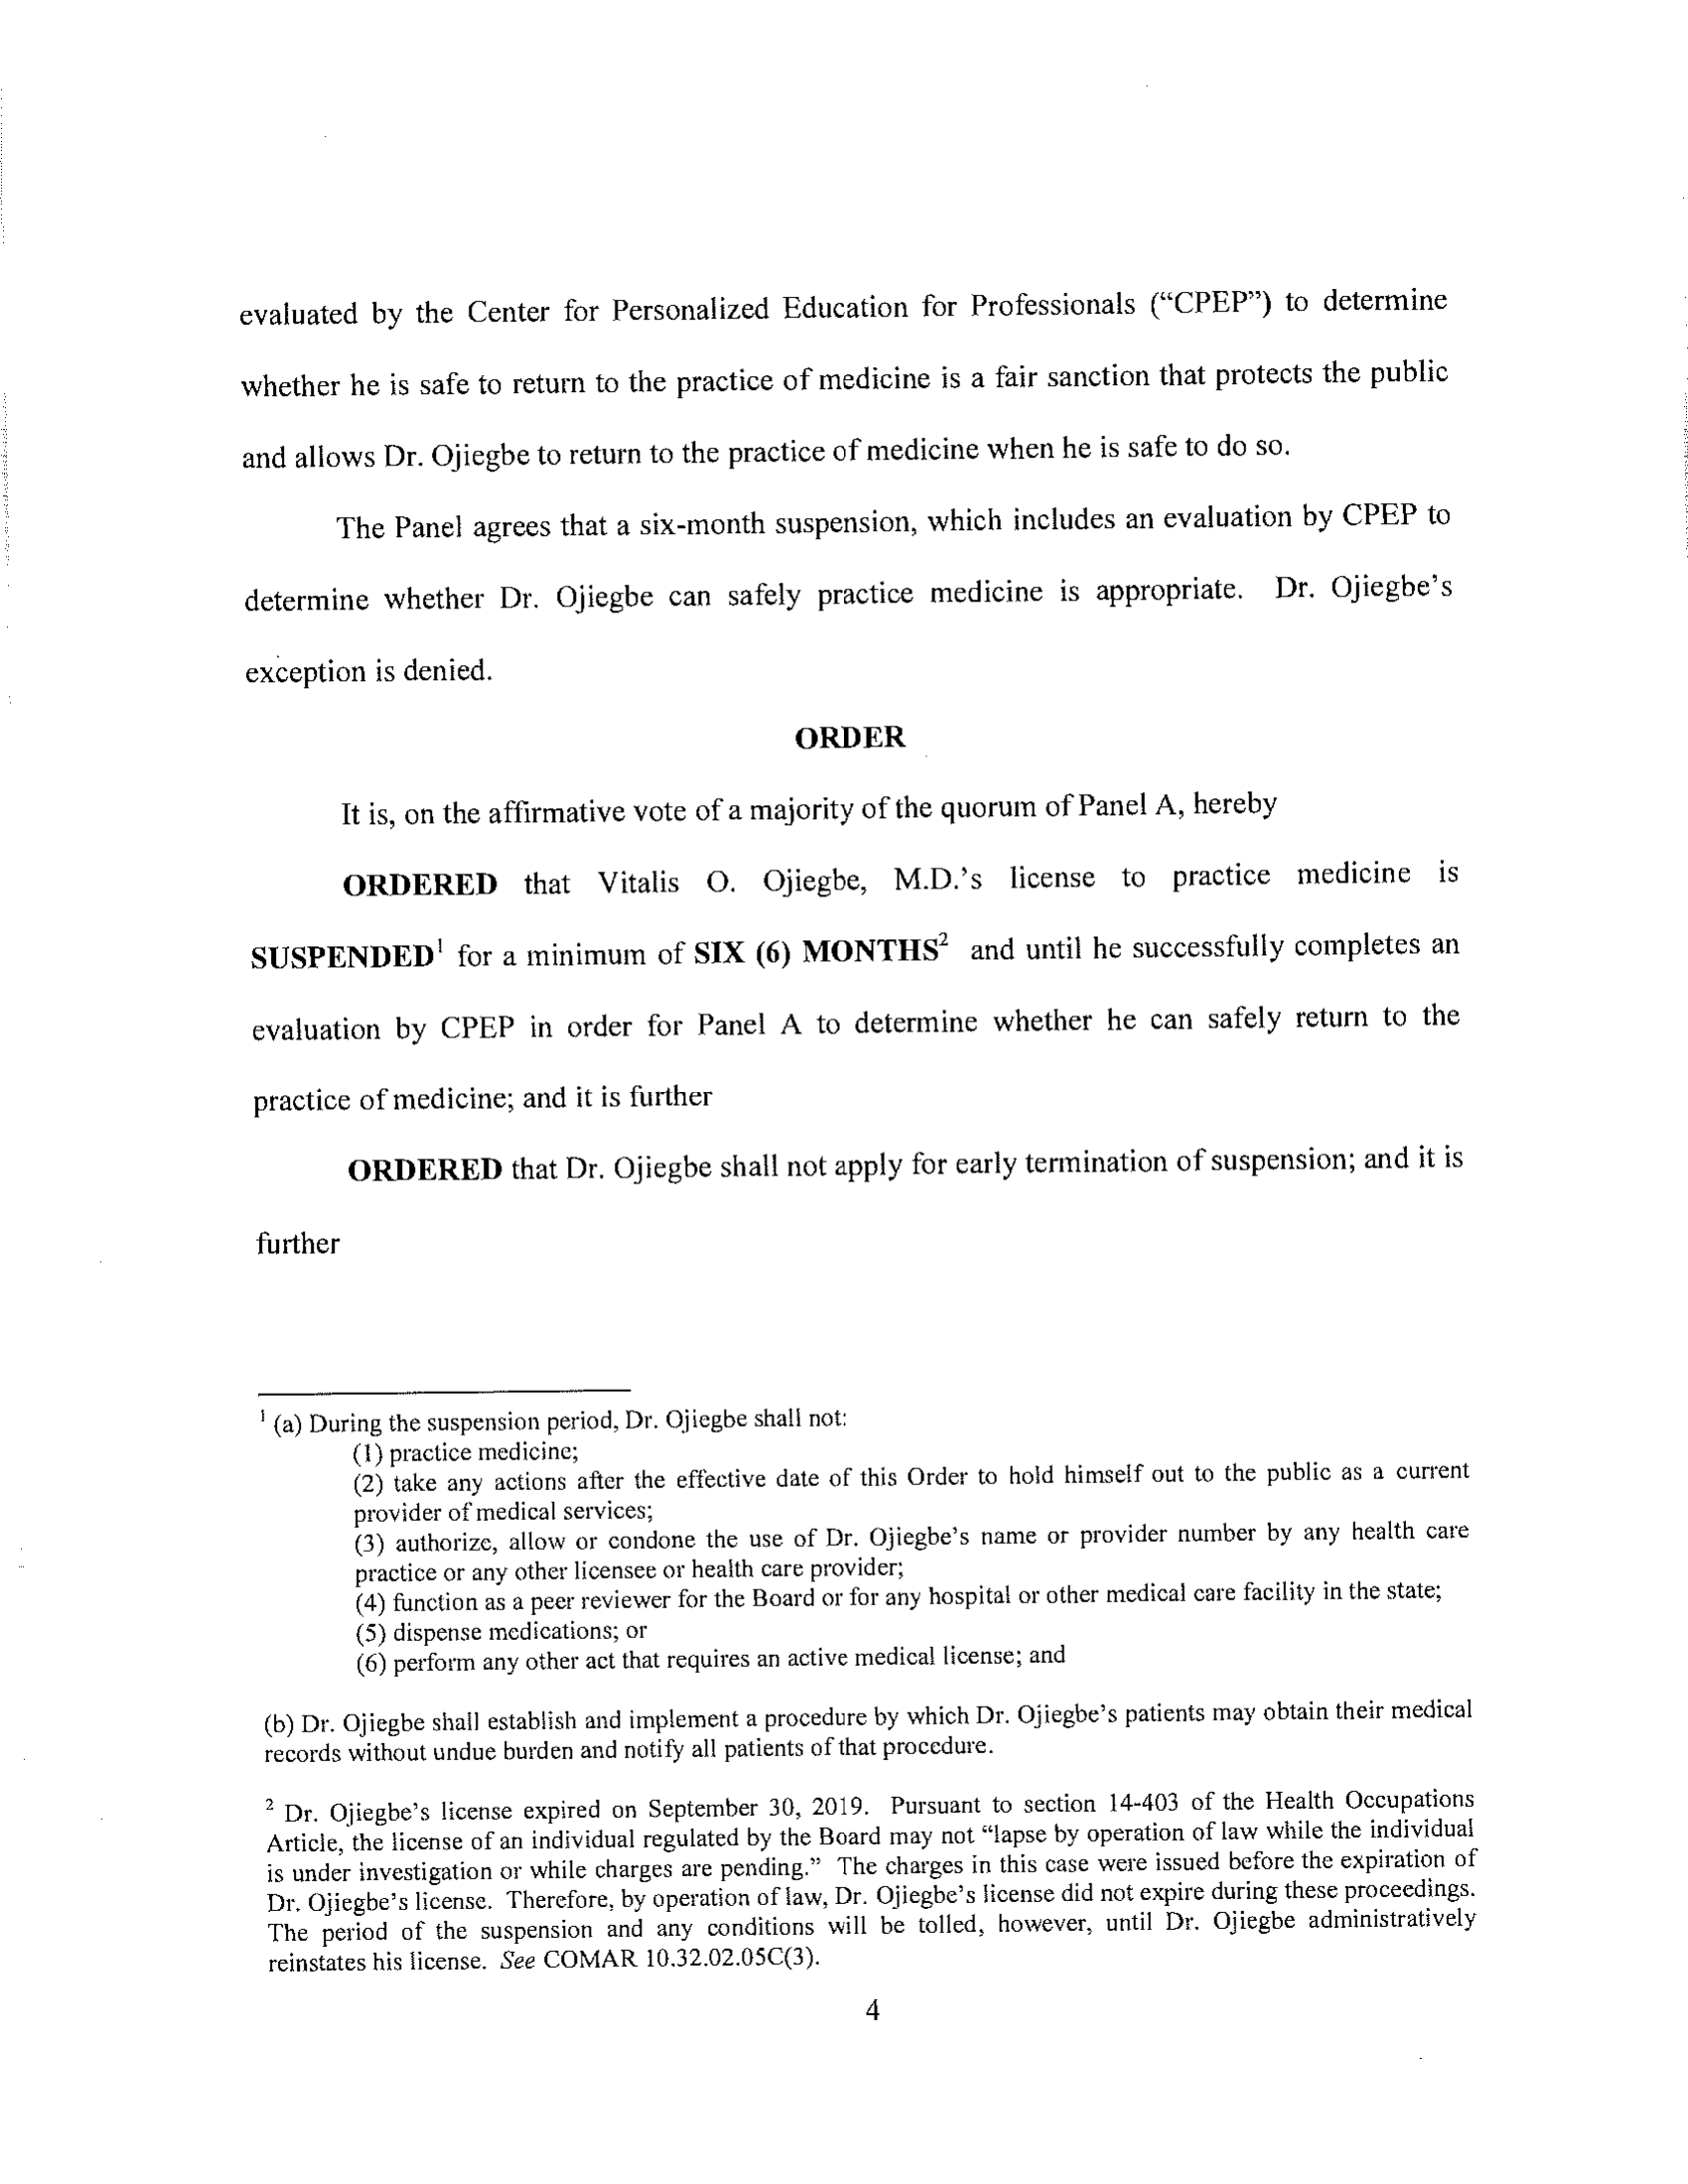 evaluated by the Center for Personalized Education for Professionals (“CPEP”) to determine
whether he is safe to return to the practice of medicine is a fair sanction that protects the public
and allows Dr. Ojiegbe to return to the practice of medicine when he is safe to do so.
The Panel agrees that a six-month suspension, which includes an evaluation by CPEP to
determine whether Dr. Ojiegbe can safely practice medicine is appropriate. Dr. Ojiegbe’s
exception is denied.
ORDER
It is, on the affirmative vote of a majority of the quorum of Panel A, hereby
ORDERED that Vitalis O. Ojiegbe, M.D.’s license to practice medicine is
SUSPENDED¹ for a minimum of SIX (6) MONTHS² and until he successfully completes an
evaluation by CPEP in order for Panel A to determine whether he can safely return to the
practice of medicine; and it is further
ORDERED that Dr. Ojiegbe shall not apply for early termination of suspension; and it is
further
¹ (a) During the suspension period, Dr. Ojiegbe shall not:
(1) practice medicine;
(2) take any actions after the effective date of this Order to hold himself out to the public as a current
provider of medical services;
(3) authorize, allow or condone the use of Dr. Ojiegbe’s name or provider number by any health care
practice or any other licensee or health care provider;
(4) function as a peer reviewer for the Board or for any hospital or other medical care facility in the state;
(5) dispense medications; or
(6) perform any other act that requires an active medical license; and
(b) Dr. Ojiegbe shall establish and implement a procedure by which Dr. Ojiegbe’s patients may obtain their medical
records without undue burden and notify all patients of that procedure.
² Dr. Ojiegbe’s license expired on September 30, 2019. Pursuant to section 14-403 of the Health Occupations
Article, the license of an individual regulated by the Board may not “lapse by operation of law while the individual
is under investigation or while charges are pending.” The charges in this case were issued before the expiration of
Dr. Ojiegbe’s license. Therefore, by operation of law, Dr. Ojiegbe’s license did not expire during these proceedings.
The period of the suspension and any conditions will be tolled, however, until Dr. Ojiegbe administratively
reinstates his license. See COMAR 10.32.02.05C(3).
4